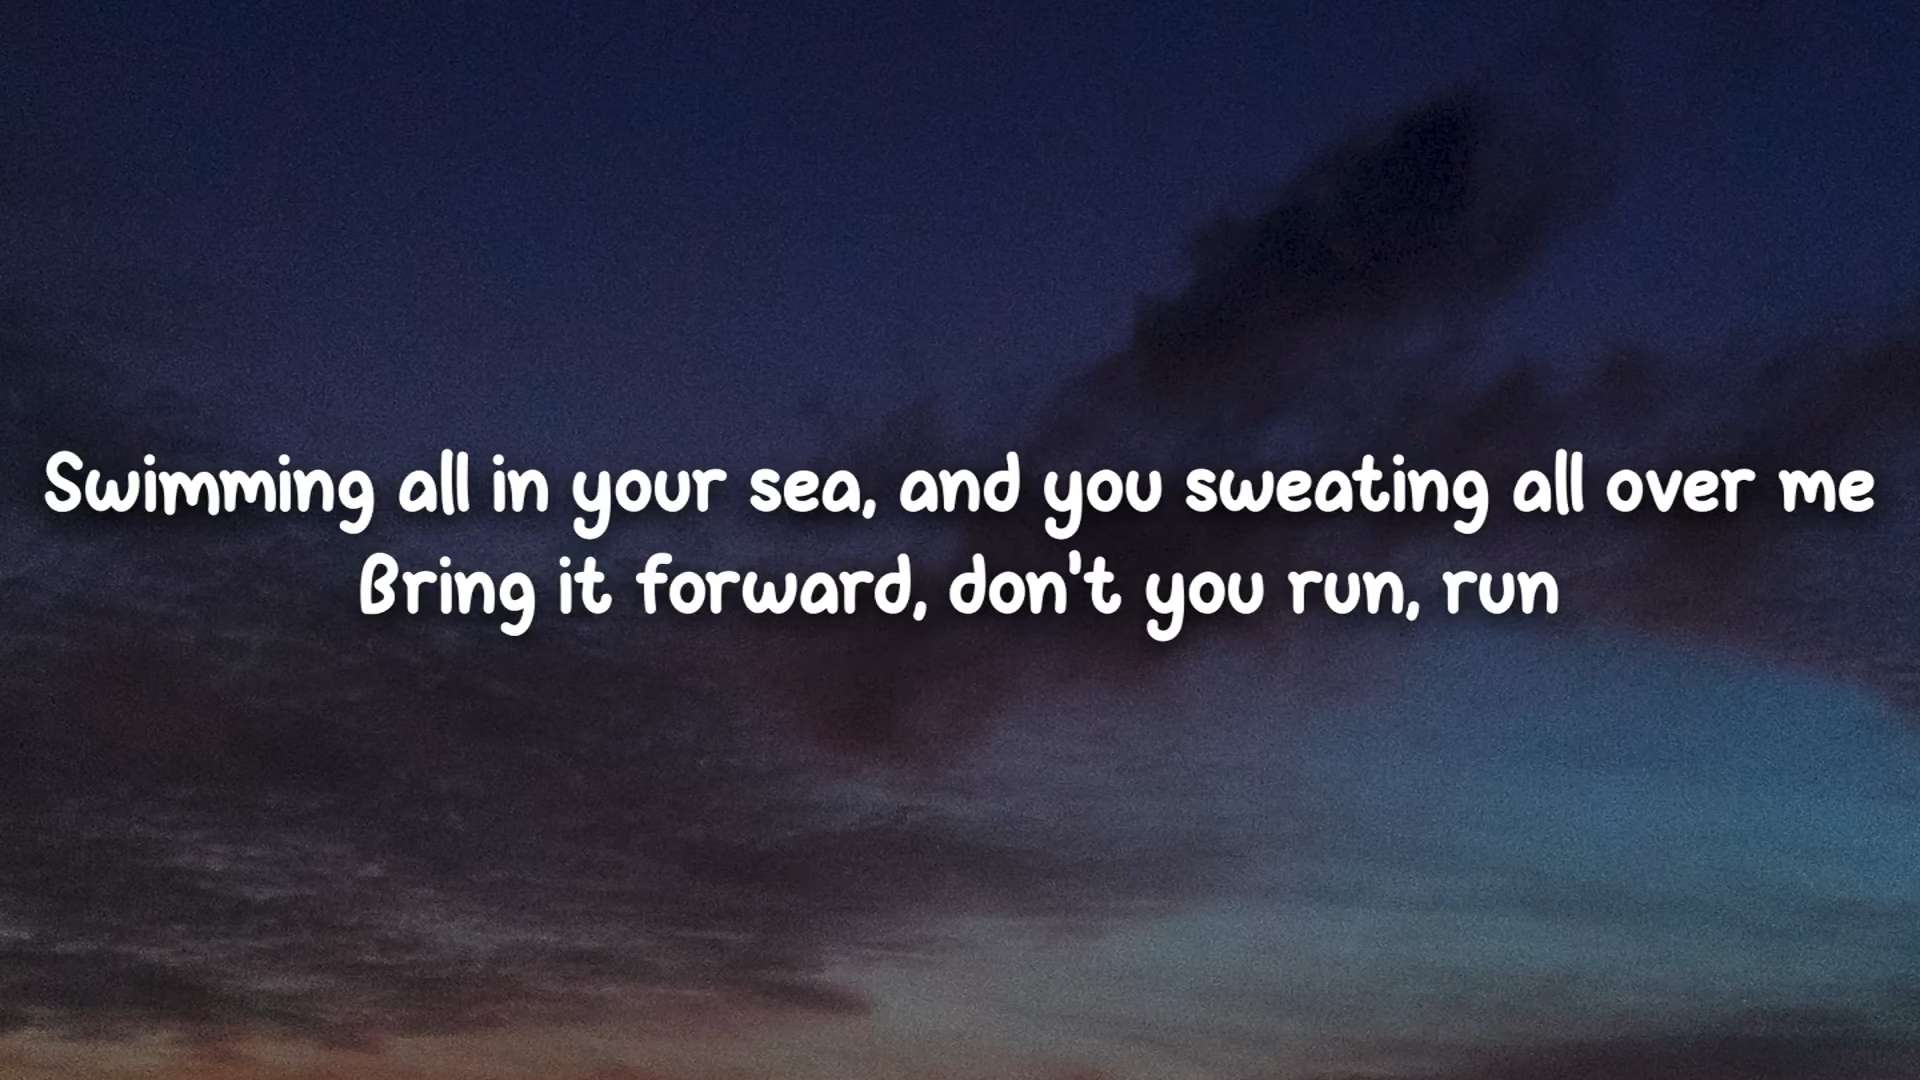 Swimming all in your sea, and you sweating all over me
Bring it forward, don't you run, run